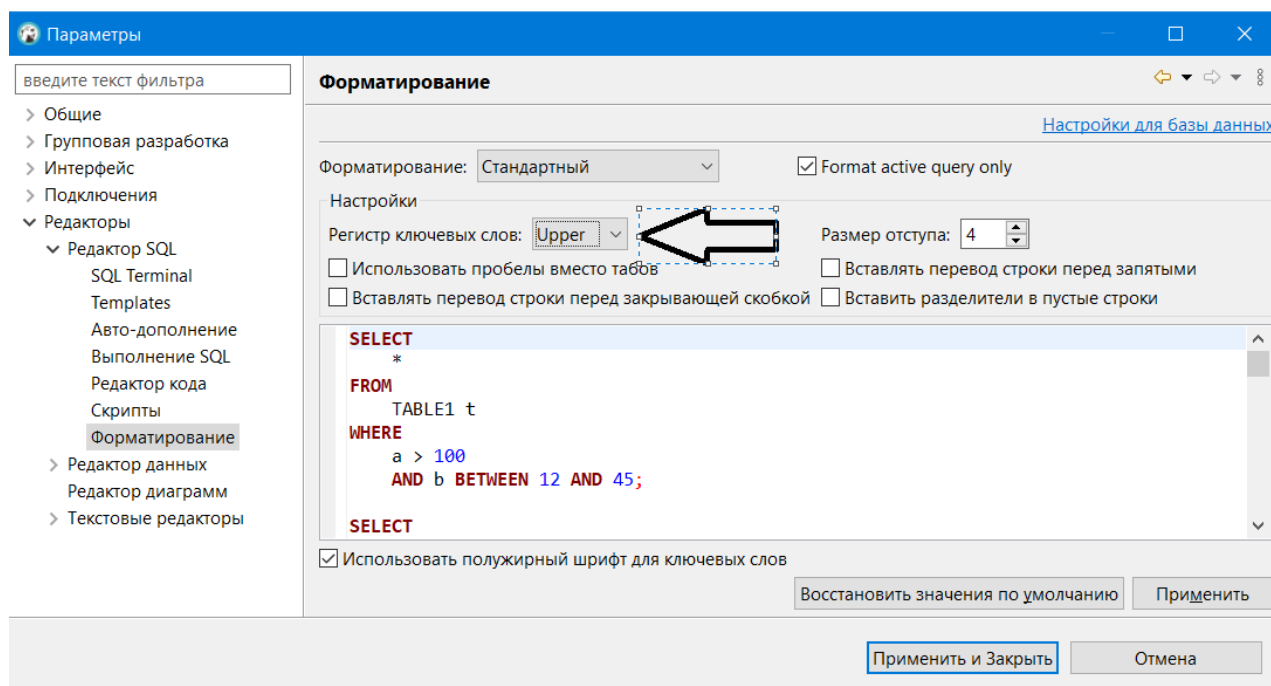 Параметры
введите текст фильтра
Общие
Групповая разработка
Интерфейс
Подключения
Редакторы
Редактор SQL
SQL Terminal
Templates
Авто-дополнение
Выполнение SQL
Редактор кода
Скрипты
Форматирование
Редактор данных
Редактор диаграмм
Текстовые редакторы
Форматирование
Настройки для базы данных
Форматирование: Стандартный Format active query only
Настройки
Регистр ключевых слов: Upper Размер отступа: 4
Использовать пробелы вместо табов Вставлять перевод строки перед запятыми
Вставлять перевод строки перед закрывающей скобкой Вставить разделители в пустые строки
SELECT
*
FROM
TABLE1 t
WHERE
a > 100
AND b BETWEEN 12 AND 45;
SELECT
Использовать полужирный шрифт для ключевых слов
Восстановить значения по умолчанию Применить
Применить и Закрыть Отмена